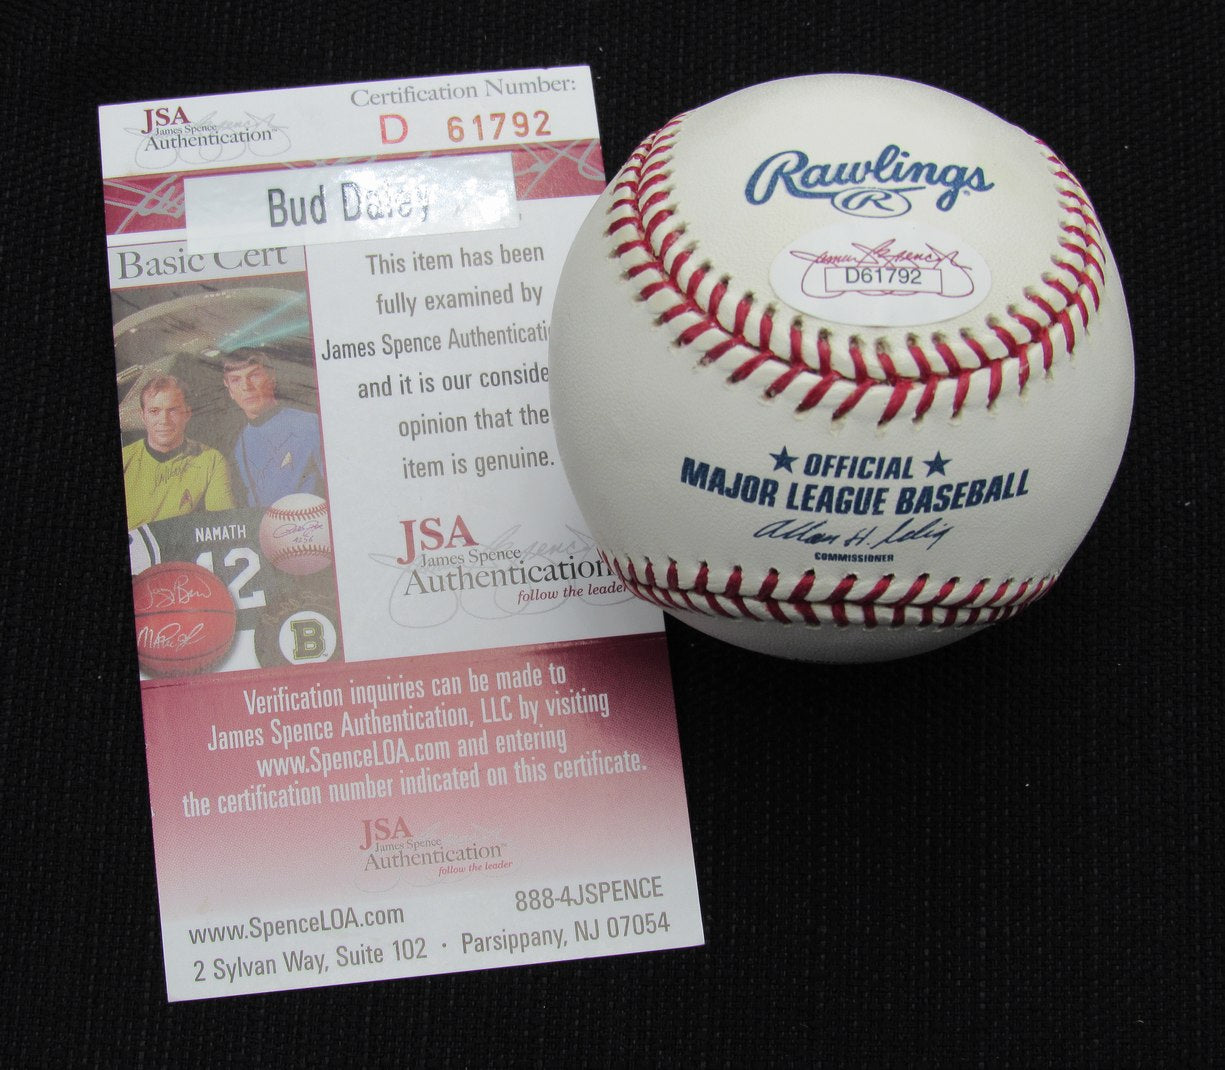 JSA
James Spence
Authentication
Certification Number:
D 61792
Bud Daley
Basic Cert
This item has been
fully examined by
James Spence Authenticati
and it is our conside
opinion that the
item is genuine.
NAMATH
12
B
JSA
James Spence
Authentication
follow the leader
Verification inquiries can be made to
James Spence Authentication, LLC by visiting
www.SpenceLOA.com and entering
the certification number indicated on this certificate.
JSA
James Spence
Authentication™
follow the leader
888-4JSPENCE
www.SpenceLOA.com
2 Sylvan Way, Suite 102 · Parsippany, NJ 07054
Rawlings
R
D61792
★ OFFICIAL ★
MAJOR LEAGUE BASEBALL
Allan H. Selig
COMMISSIONER